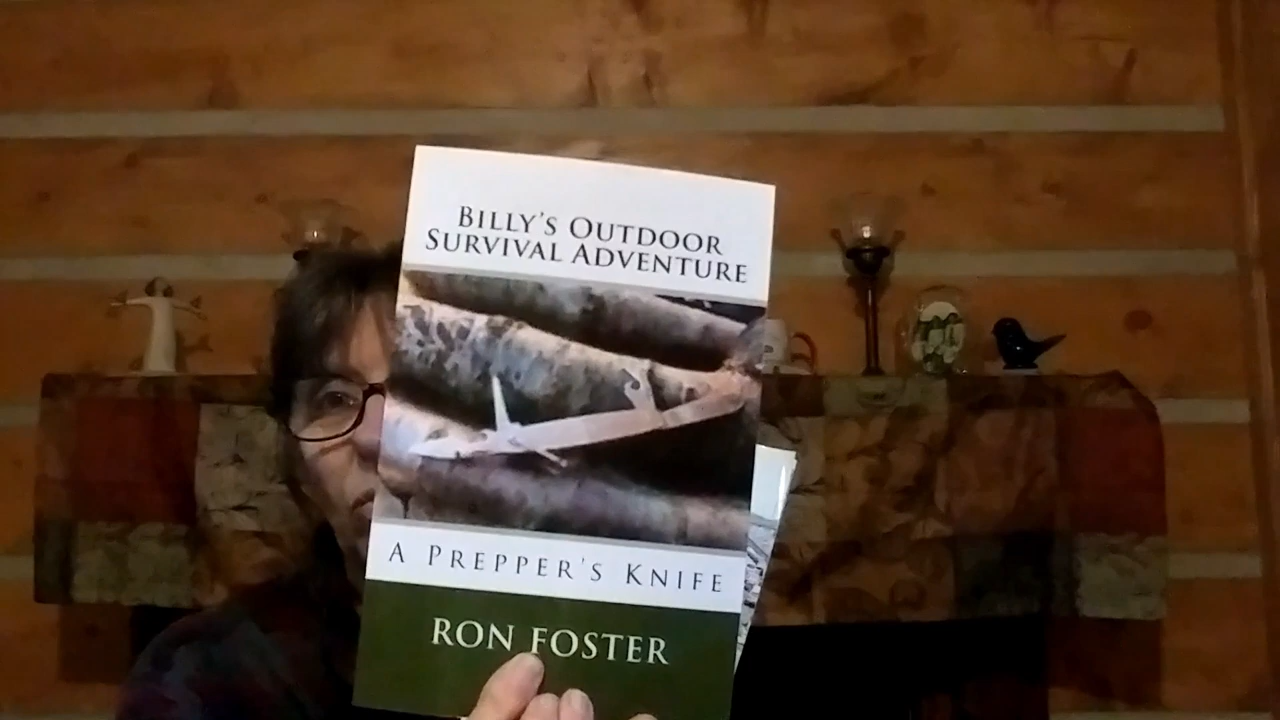 BILLY'S OUTDOOR
SURVIVAL ADVENTURE
A PREPPER'S KNIFE
RON FOSTER